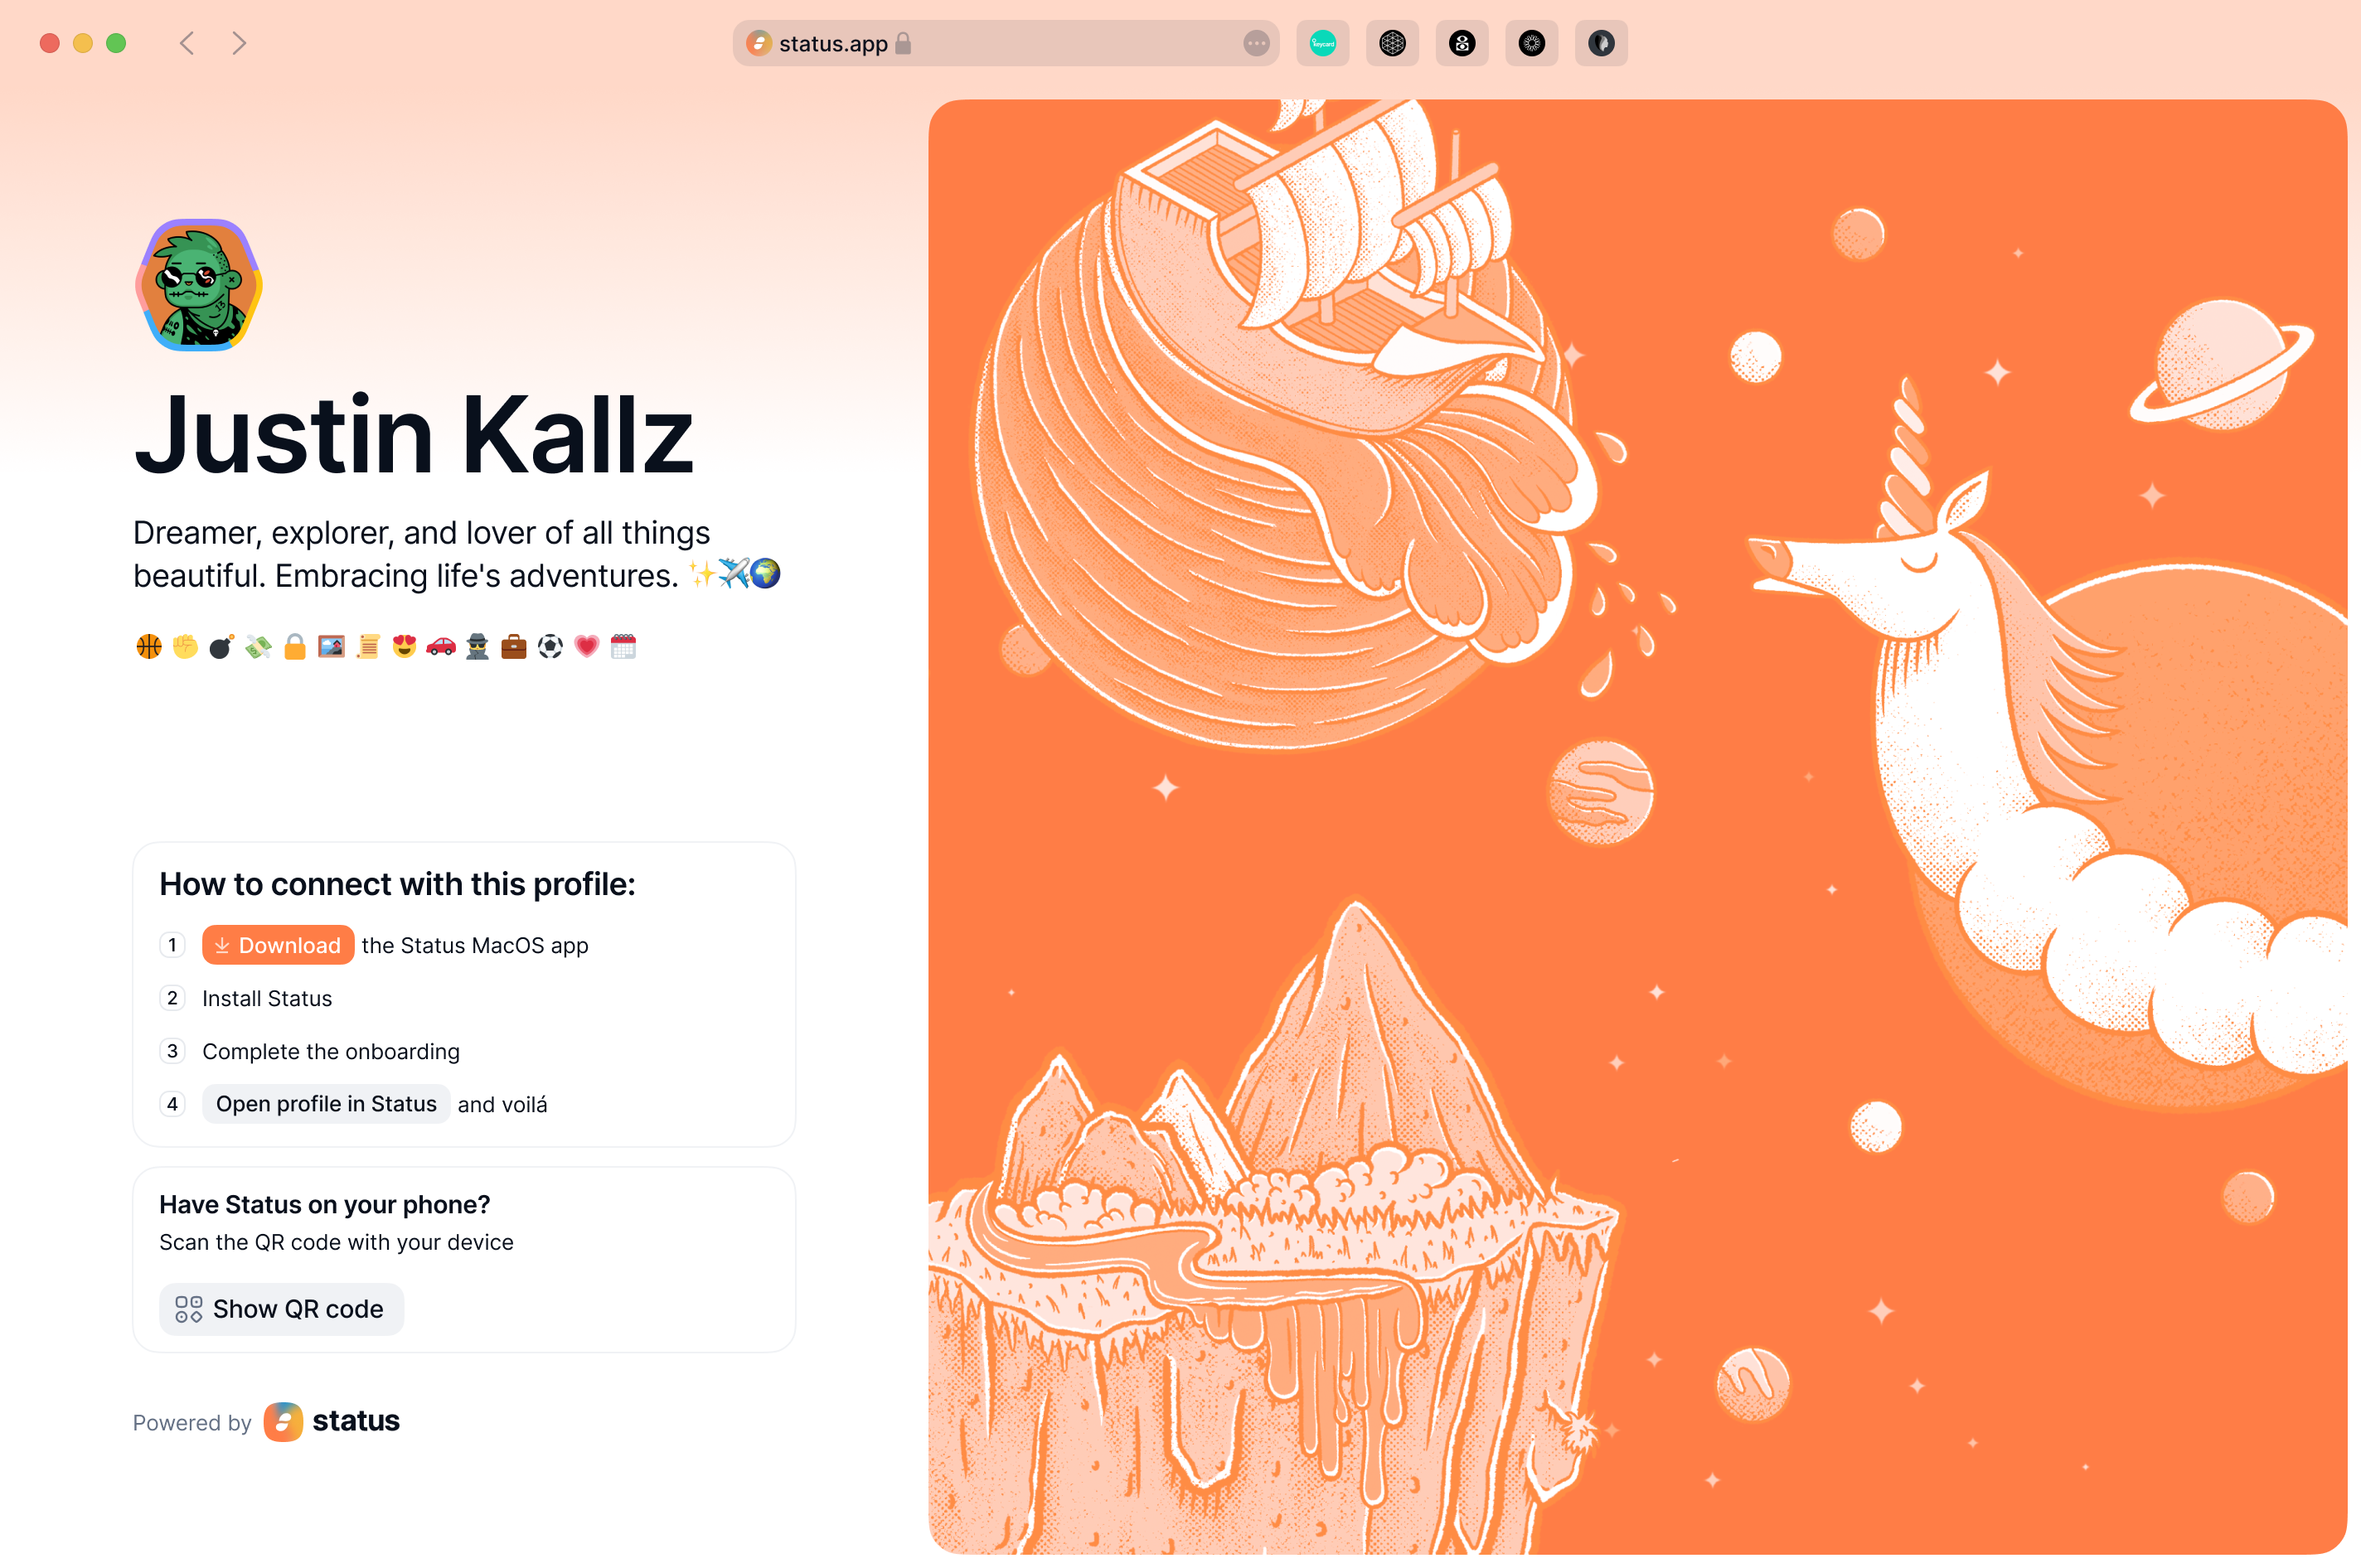 status.app
keycard
Justin Kallz
Dreamer, explorer, and lover of all things
beautiful. Embracing life's adventures. ✨✈️🌍
How to connect with this profile:
1 Download the Status MacOS app
2 Install Status
3 Complete the onboarding
4 Open profile in Status and voilá
Have Status on your phone?
Scan the QR code with your device
Show QR code
Powered by status